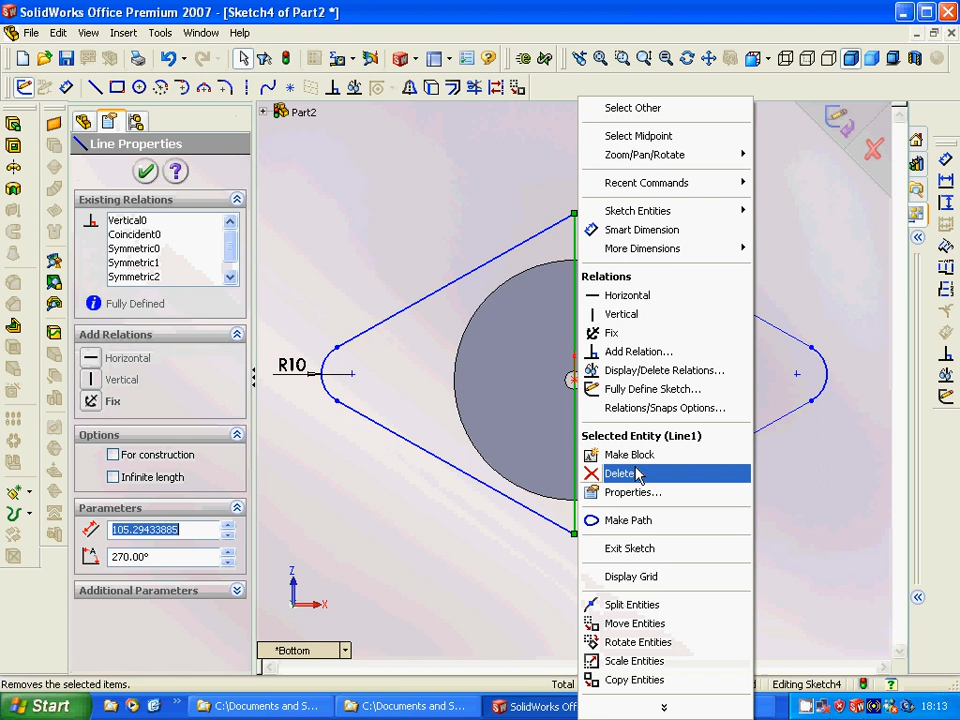 SolidWorks Office Premium 2007 - [Sketch4 of Part2 *]
File Edit View Insert Tools Window Help
Part2
Line Properties
Existing Relations
Vertical0
Coincident0
Symmetric0
Symmetric1
Symmetric2
Fully Defined
Add Relations
Horizontal
Vertical
Fix
Options
For construction
Infinite length
Parameters
105.29433885
270.00°
Additional Parameters
R10
Z
X
*Bottom
Select Other
Select Midpoint
Zoom/Pan/Rotate
Recent Commands
Sketch Entities
Smart Dimension
More Dimensions
Relations
Horizontal
Vertical
Fix
Add Relation...
Display/Delete Relations...
Fully Define Sketch...
Relations/Snaps Options...
Selected Entity (Line1)
Make Block
Delete
Properties...
Make Path
Exit Sketch
Display Grid
Split Entities
Move Entities
Rotate Entities
Scale Entities
Copy Entities
Removes the selected items.
Total
Editing Sketch4
Start
C:\Documents and S...
C:\Documents and S...
SolidWorks Of
18:13